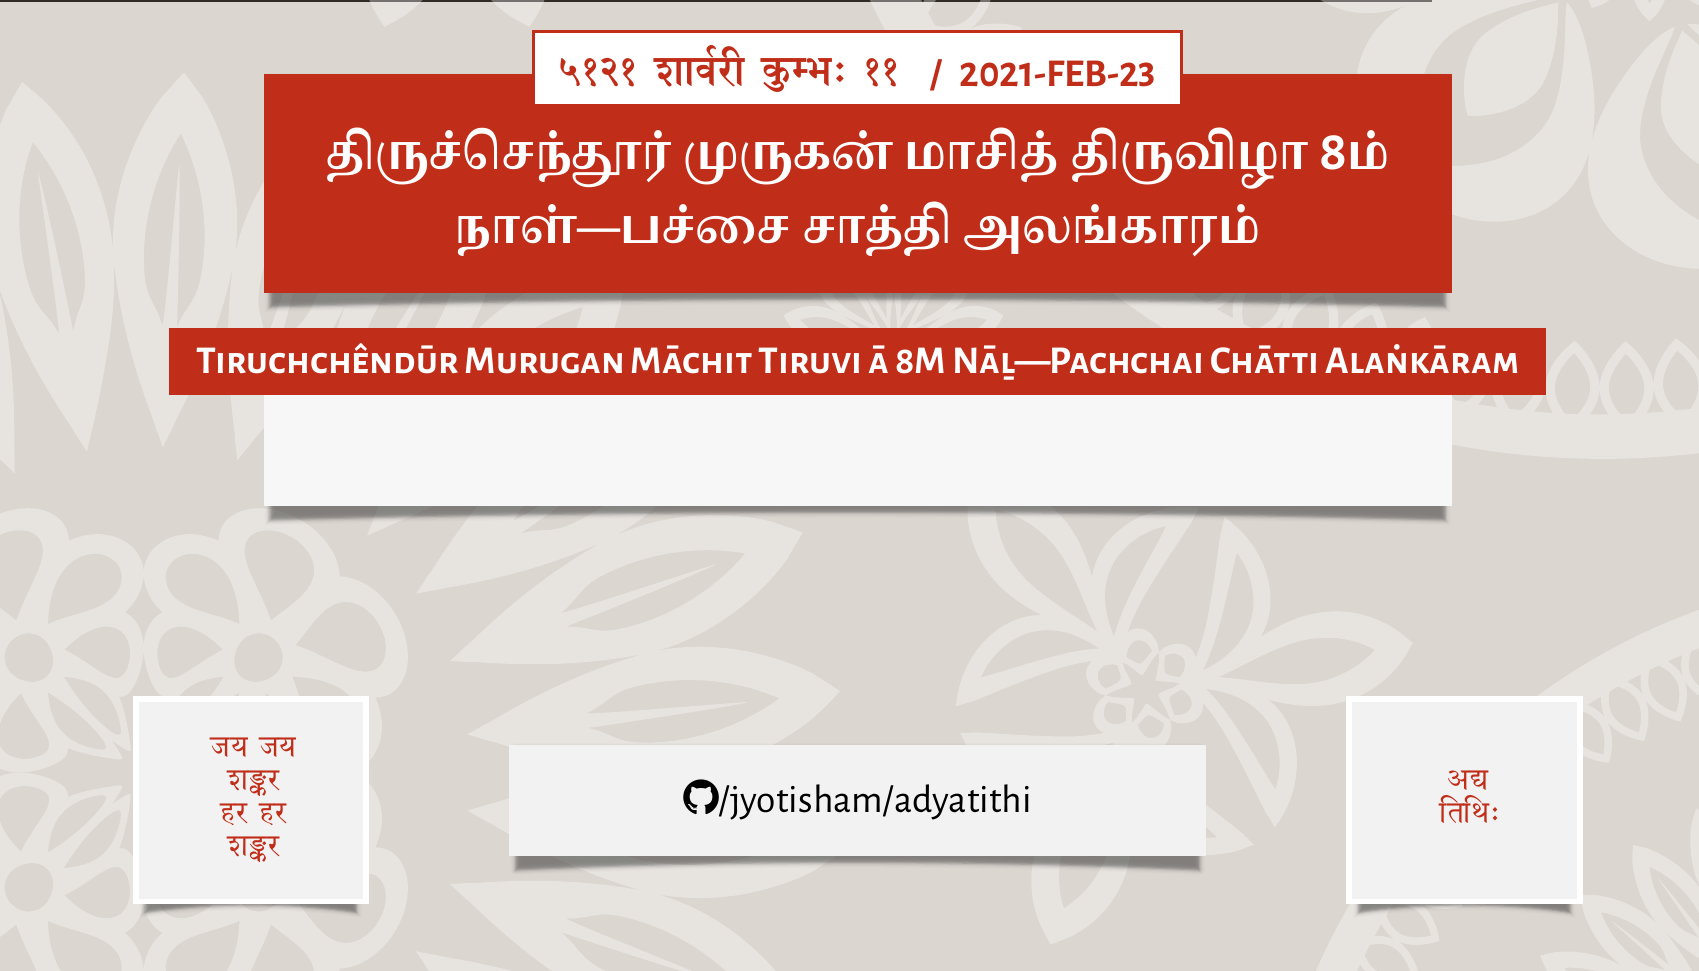 ५१२१ शार्वरी कुम्भः ११ / 2021-FEB-23
திருச்செந்தூர் முருகன் மாசித் திருவிழா 8ம்
நாள்—பச்சை சாத்தி அலங்காரம்
TIRUCHCHÊNDŪR MURUGAN MĀCHIT TIRUVI Ā 8M NĀḺ—PACHCHAI CHĀTTI ALAṄKĀRAM
जय जय
शङ्कर
हर हर
शङ्कर
/jyotisham/adyatithi
अद्य
तिथिः